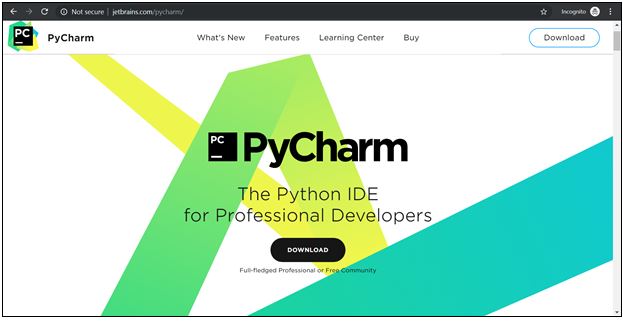 Not secure | jetbrains.com/pycharm/
Incognito
PC
PyCharm
What's New
Features
Learning Center
Buy
Download
PC
PyCharm
The Python IDE
for Professional Developers
DOWNLOAD
Full-fledged Professional or Free Community